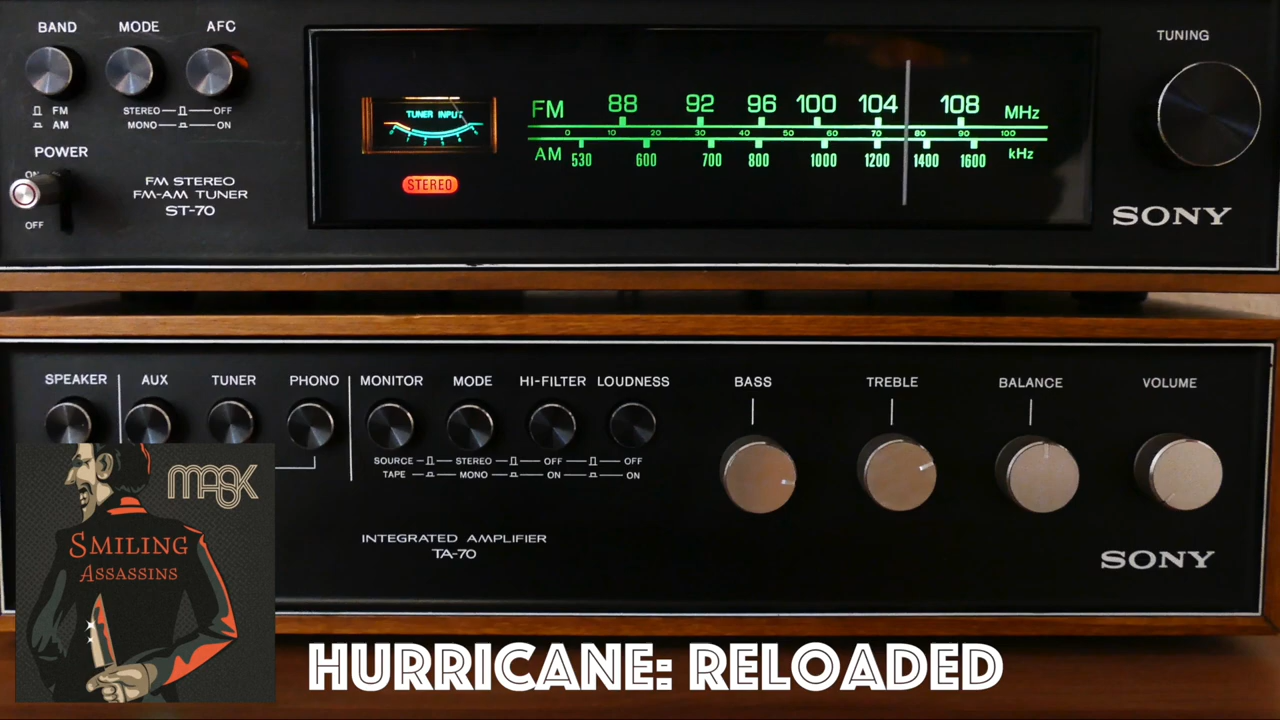 BAND MODE AFC
TUNING
FM
AM
STEREO OFF
MONO ON
POWER
ON
OFF
FM STEREO
FM-AM TUNER
ST-70
TUNER INPUT
STEREO
FM 88 92 96 100 104 108 MHz
0 10 20 30 40 50 60 70 80 90 100
AM 530 600 700 800 1000 1200 1400 1600 kHz
SONY
SPEAKER AUX TUNER PHONO MONITOR MODE HI-FILTER LOUDNESS
BASS TREBLE BALANCE VOLUME
SOURCE STEREO OFF OFF
TAPE MONO ON ON
INTEGRATED AMPLIFIER
TA-70
SONY
MASK
SMILING
ASSASSINS
HURRICANE: RELOADED